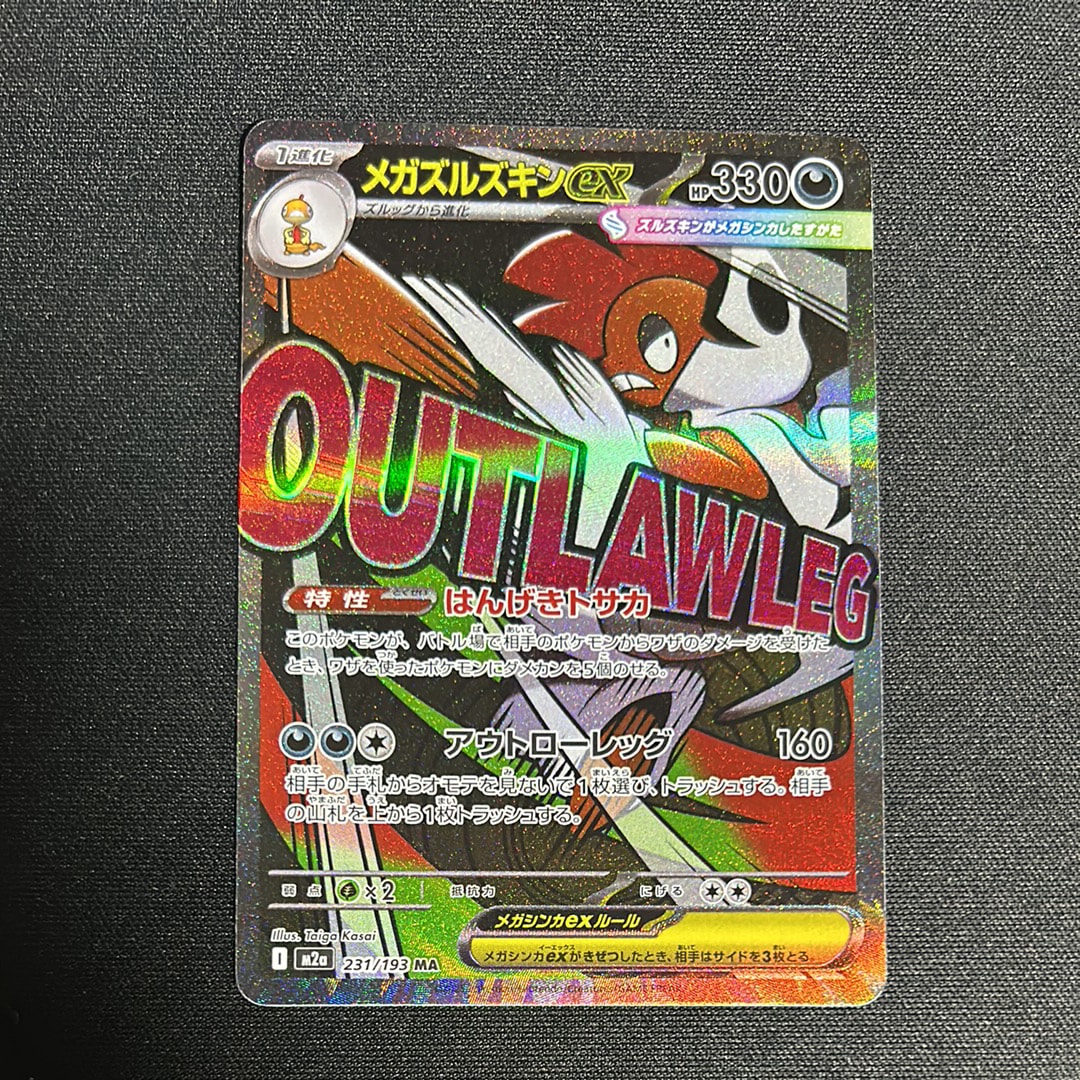 1進化
メガズルズキンex
HP330
ズルッグから進化
ズルズキンがメガシンカしたすがた
OUTLAWLEG
特性 とくせい はんげきトサカ
このポケモンが、バトル場で相手のポケモンからワザのダメージを受けた
とき、ワザを使ったポケモンにダメカンを5個のせる。
アウトローレッグ 160
相手の手札からオモテを見ないで1枚選び、トラッシュする。相手
の山札を上から1枚トラッシュする。
弱点 ×2 抵抗力 にげる
メガシンカexルール
メガシンカexがきぜつしたとき、相手はサイドを3枚とる。
Illus. Taiga Kasai
I M2a 231/193 MA
GAME FREAK